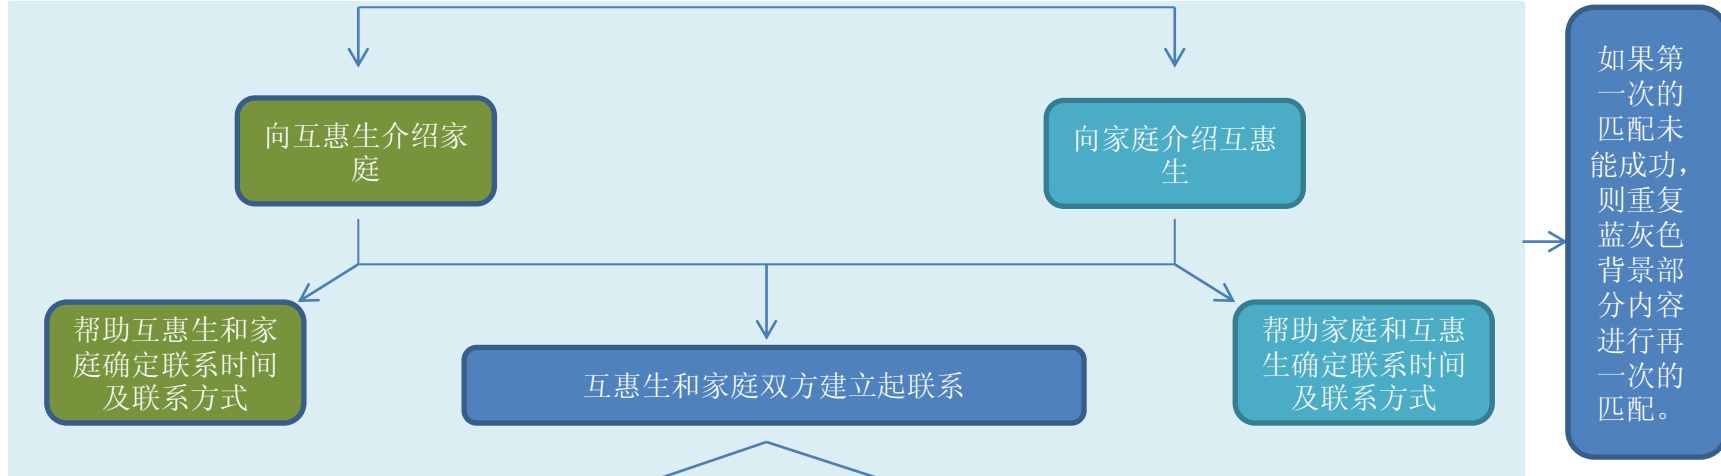 向互惠生介绍家
庭
向家庭介绍互惠
生
帮助互惠生和家
庭确定联系时间
及联系方式
互惠生和家庭双方建立起联系
帮助家庭和互惠
生确定联系时间
及联系方式
如果第
一次的
匹配未
能成功，
则重复
蓝灰色
背景部
分内容
进行再
一次的
匹配。